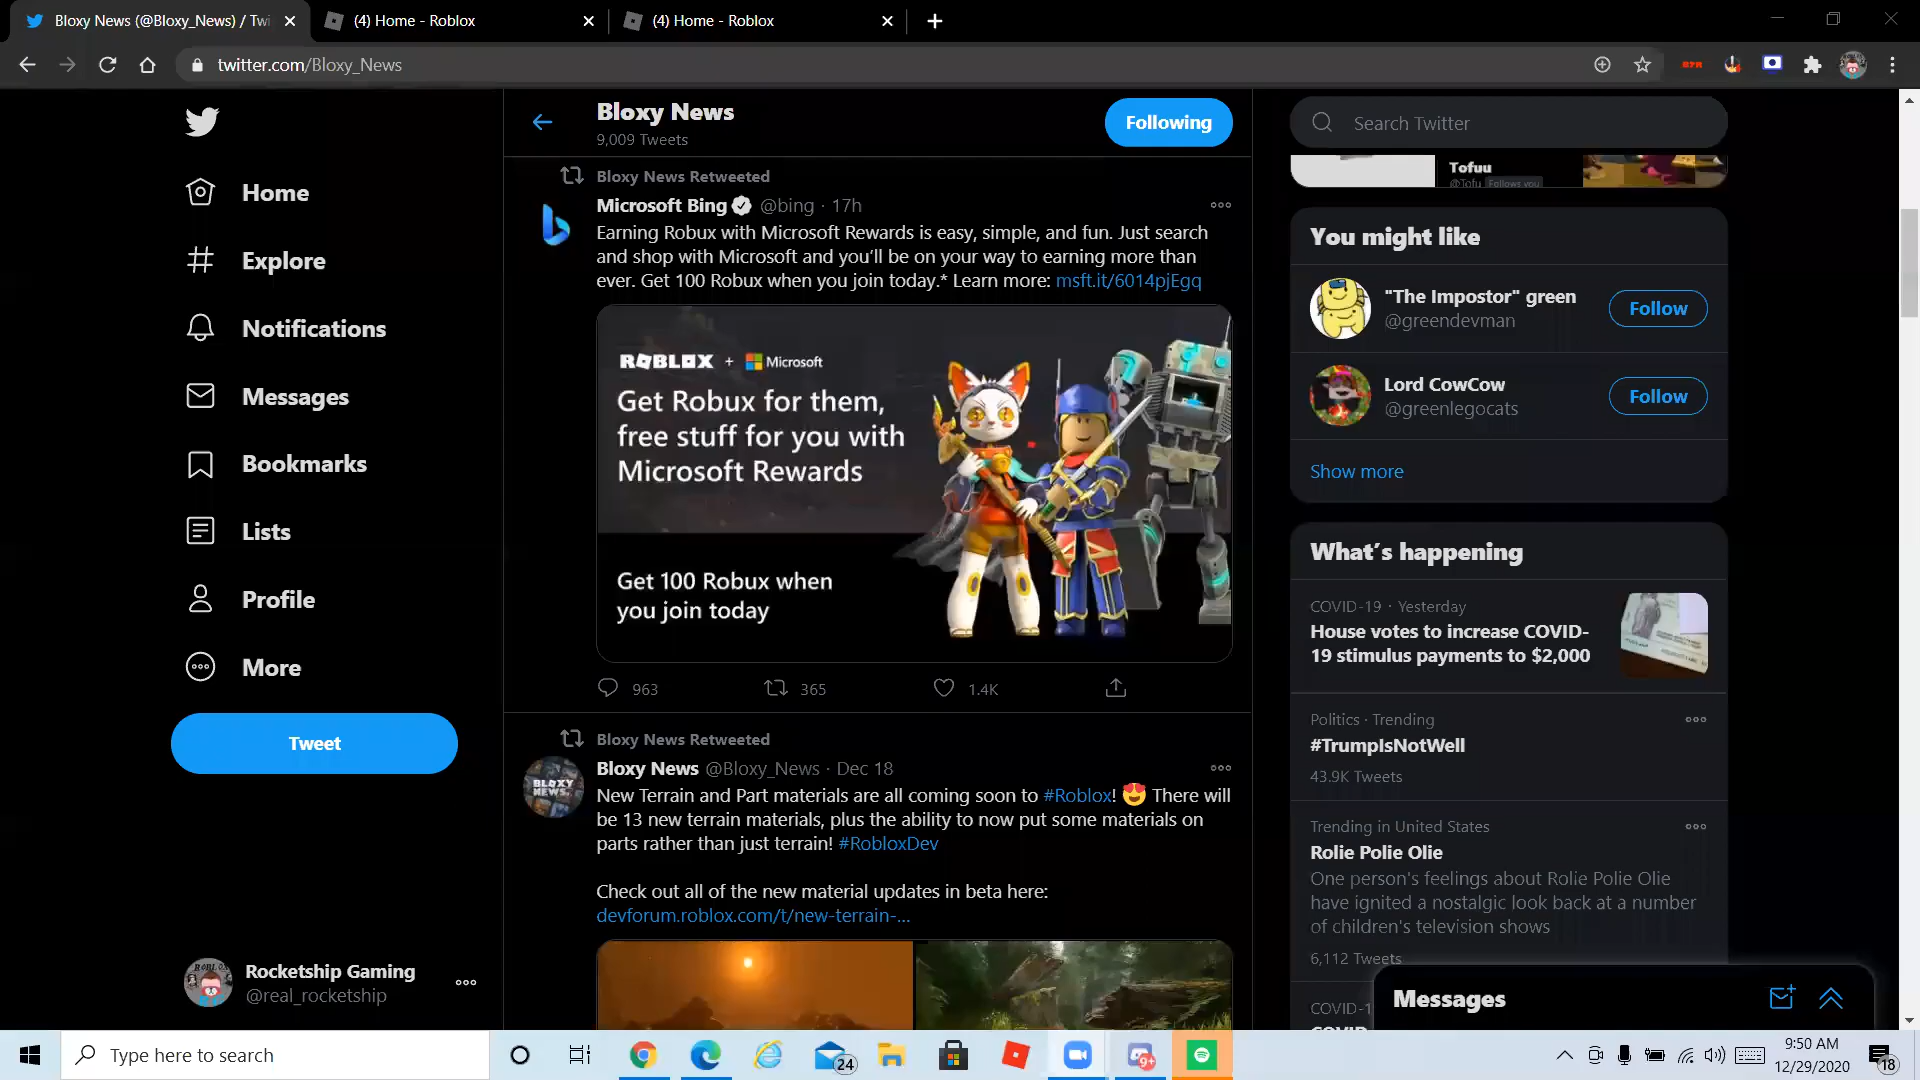 Bloxy News (@Bloxy_News) / Twi
(4) Home - Roblox
(4) Home - Roblox
twitter.com/Bloxy_News
Home
Explore
Notifications
Messages
Bookmarks
Lists
Profile
More
Tweet
Rocketship Gaming
@real_rocketship
Bloxy News
9,009 Tweets
Following
Bloxy News Retweeted
Microsoft Bing @bing · 17h
Earning Robux with Microsoft Rewards is easy, simple, and fun. Just search
and shop with Microsoft and you’ll be on your way to earning more than
ever. Get 100 Robux when you join today.* Learn more: msft.it/6014pjEgq
ROBLOX + Microsoft
Get Robux for them,
free stuff for you with
Microsoft Rewards
Get 100 Robux when
you join today
963
365
1.4K
Bloxy News Retweeted
Bloxy News @Bloxy_News · Dec 18
New Terrain and Part materials are all coming soon to #Roblox! 😍 There will
be 13 new terrain materials, plus the ability to now put some materials on
parts rather than just terrain! #RobloxDev
Check out all of the new material updates in beta here:
devforum.roblox.com/t/new-terrain-...
BLOXY
NEWS
Search Twitter
Tofuu
@Tofu Follows you
You might like
"The Impostor" green
@greendevman
Follow
Lord CowCow
@greenlegocats
Follow
Show more
What's happening
COVID-19 · Yesterday
House votes to increase COVID-
19 stimulus payments to $2,000
Politics · Trending
#TrumpIsNotWell
43.9K Tweets
Trending in United States
Rolie Polie Olie
One person's feelings about Rolie Polie Olie
have ignited a nostalgic look back at a number
of children's television shows
6,112 Tweets
COVID-1
Messages
Type here to search
24
9+
9:50 AM
12/29/2020
18